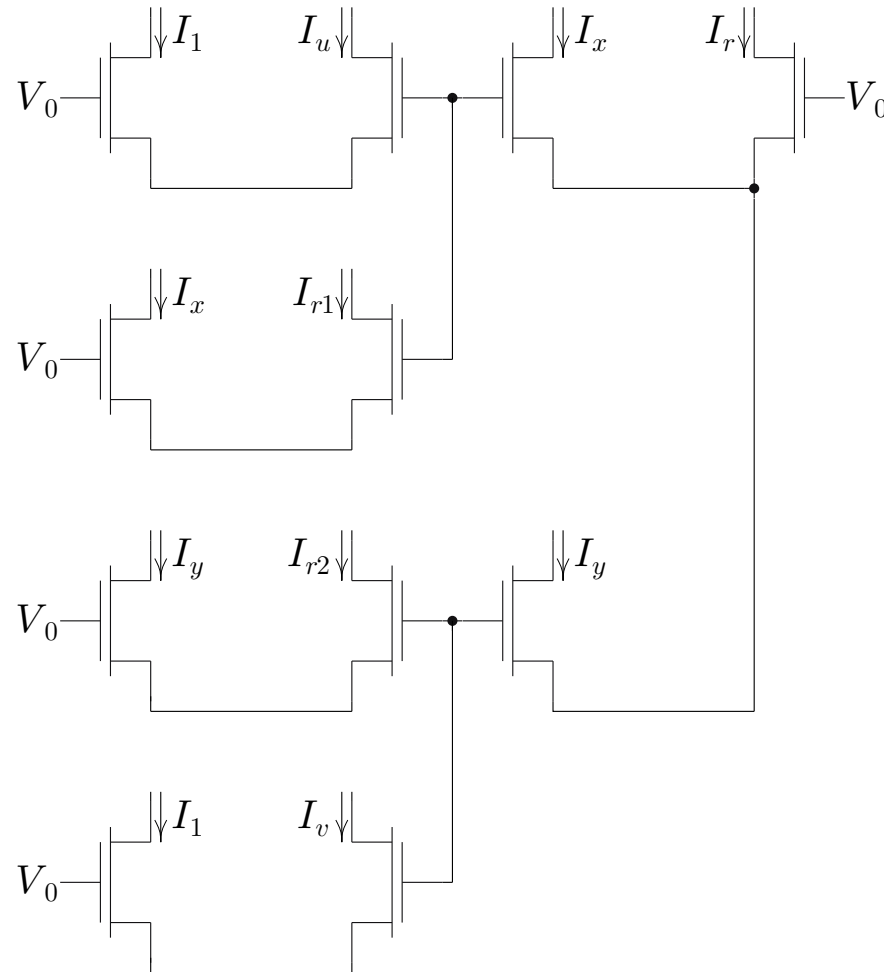 I_1 I_u I_x I_r
V_0 V_0
I_x I_{r1}
V_0
I_y I_{r2} I_y
V_0
I_1 I_v
V_0